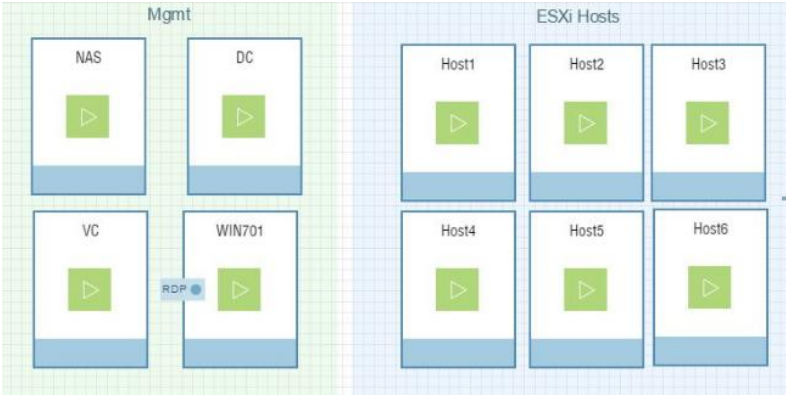 Mgmt
NAS
DC
VC
WIN701
RDP
ESXi Hosts
Host1
Host2
Host3
Host4
Host5
Host6